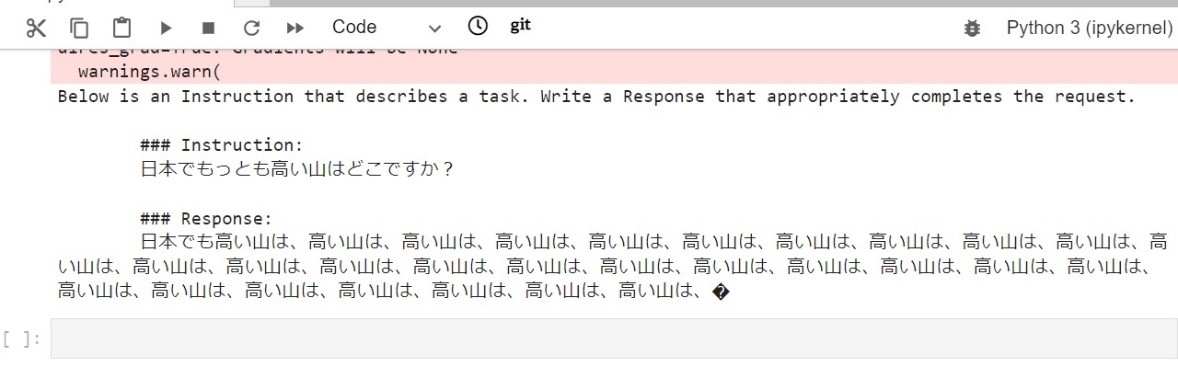 Code
git
Python 3 (ipykernel)
warnings.warn(
Below is an Instruction that describes a task. Write a Response that appropriately completes the request.
### Instruction:
日本でもっとも高い山はどこですか？
### Response:
日本でも高い山は、高い山は、高い山は、高い山は、高い山は、高い山は、高い山は、高い山は、高い山は、高い山は、高
い山は、高い山は、高い山は、高い山は、高い山は、高い山は、高い山は、高い山は、高い山は、高い山は、高い山は、高い山は、
高い山は、高い山は、高い山は、高い山は、高い山は、高い山は、高い山は、�
[ ]: